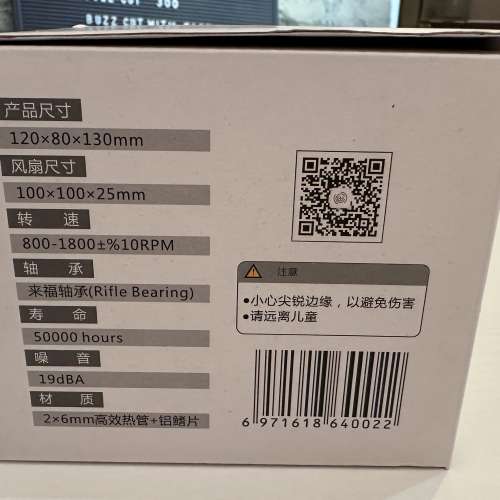 BUZZ CUT WITH
产品尺寸
120×80×130mm
风扇尺寸
100×100×25mm
转 速
800-1800±%10RPM
轴 承
来福轴承(Rifle Bearing)
寿 命
50000 hours
噪 音
19dBA
材 质
2×6mm高效热管+铝鳍片
注意
●小心尖锐边缘，以避免伤害
●请远离儿童
6 971618 640022